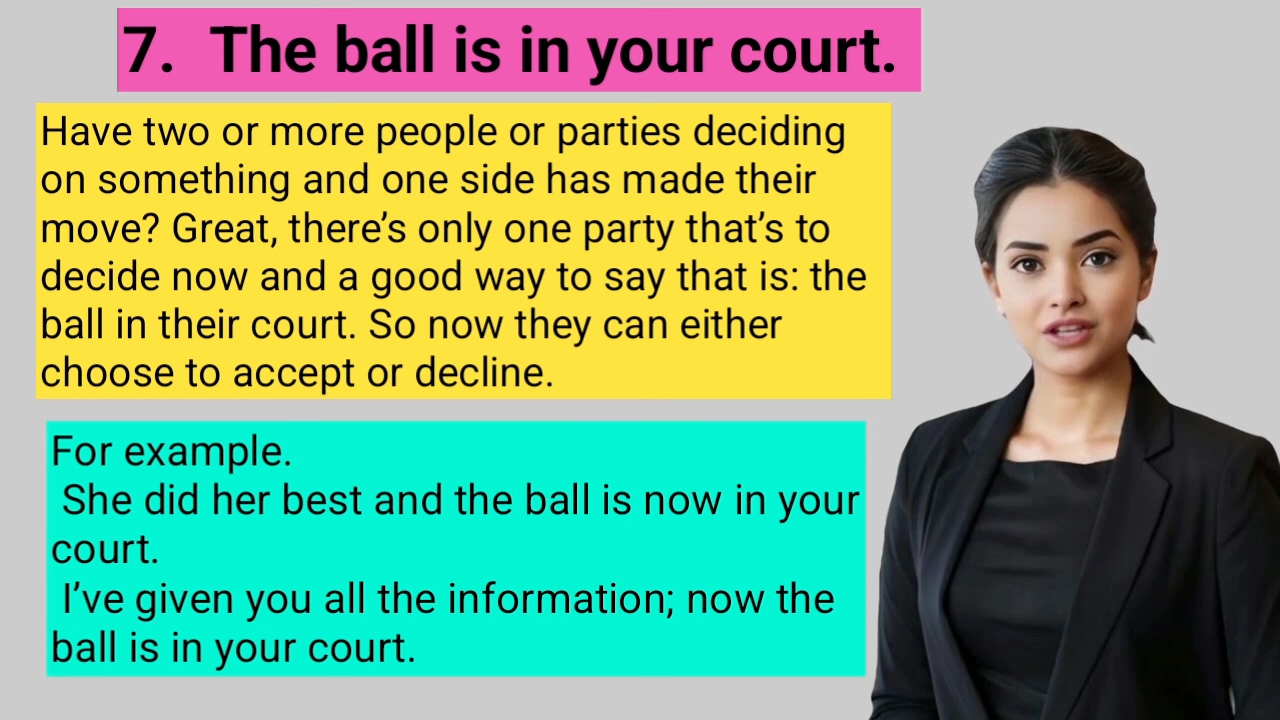 7. The ball is in your court.
Have two or more people or parties deciding
on something and one side has made their
move? Great, there’s only one party that’s to
decide now and a good way to say that is: the
ball in their court. So now they can either
choose to accept or decline.
For example.
She did her best and the ball is now in your
court.
I’ve given you all the information; now the
ball is in your court.